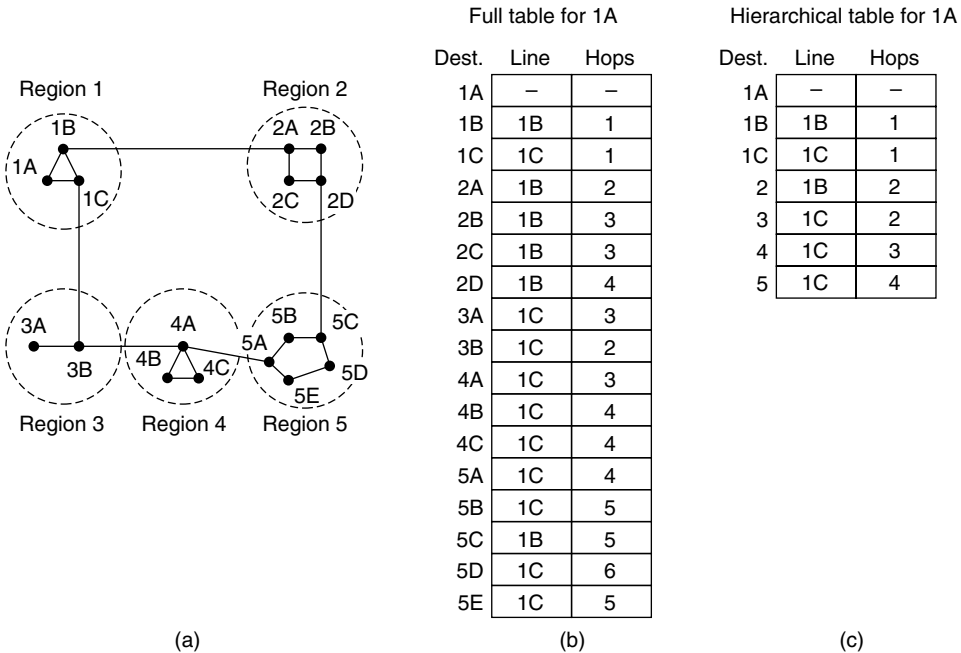 Full table for 1A
Dest. Line Hops
1A – –
1B 1B 1
1C 1C 1
2A 1B 2
2B 1B 3
2C 1B 3
2D 1B 4
3A 1C 3
3B 1C 2
4A 1C 3
4B 1C 4
4C 1C 4
5A 1C 4
5B 1C 5
5C 1B 5
5D 1C 6
5E 1C 5
Hierarchical table for 1A
Dest. Line Hops
1A – –
1B 1B 1
1C 1C 1
2 1B 2
3 1C 2
4 1C 3
5 1C 4
Region 1
Region 2
1B
2A 2B
1A
1C
2C 2D
3A
3B
4A
4B
4C
5B
5C
5A
5D
5E
Region 3
Region 4
Region 5
(a)
(b)
(c)